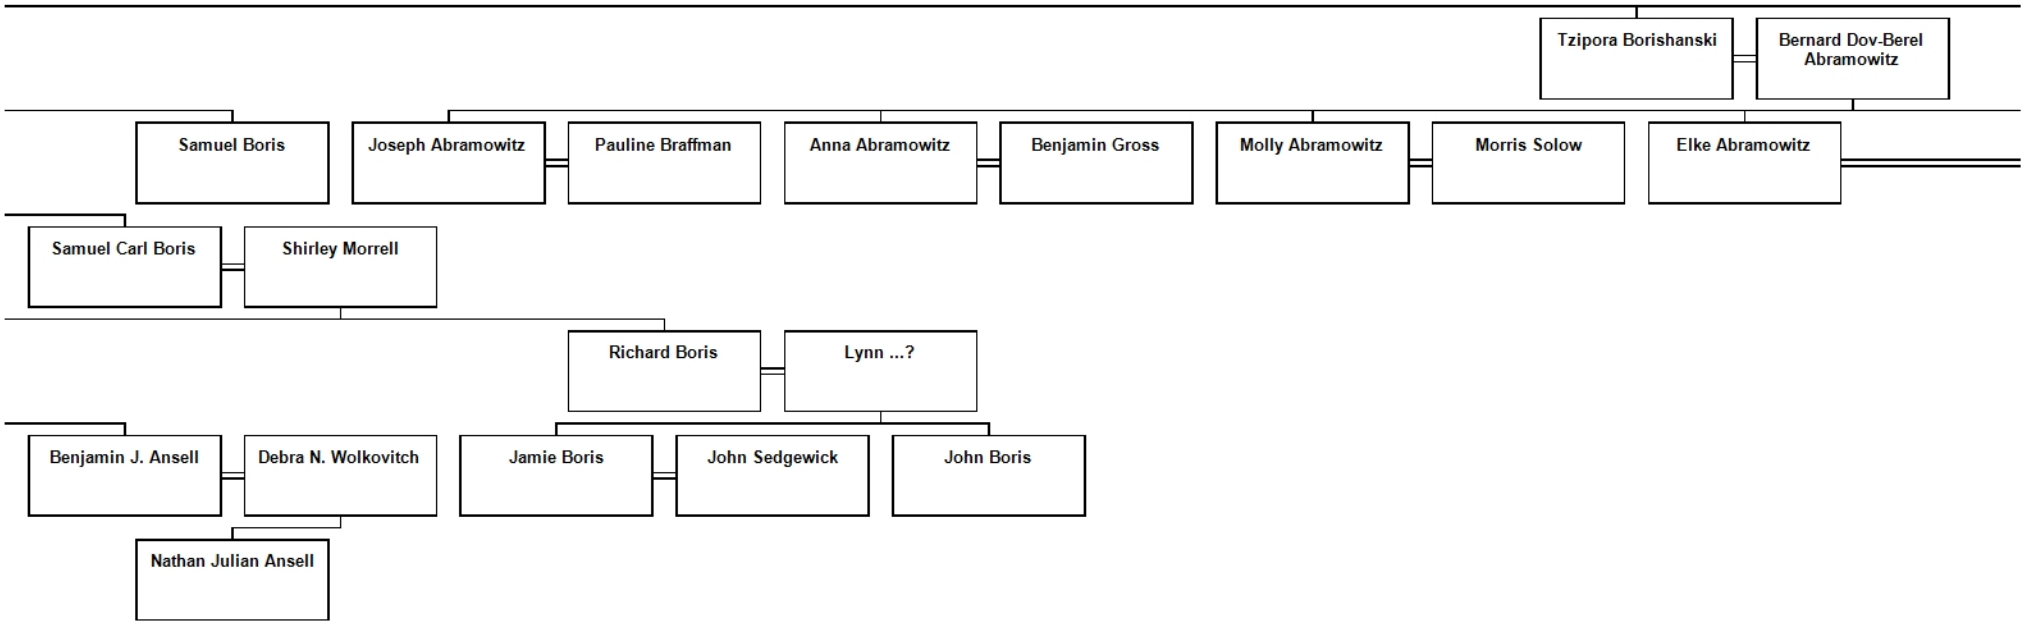 Tzipora Borishanski
Bernard Dov-Berel
Abramowitz
Samuel Boris
Joseph Abramowitz
Pauline Braffman
Anna Abramowitz
Benjamin Gross
Molly Abramowitz
Morris Solow
Elke Abramowitz
Samuel Carl Boris
Shirley Morrell
Richard Boris
Lynn ...?
Benjamin J. Ansell
Debra N. Wolkovitch
Jamie Boris
John Sedgewick
John Boris
Nathan Julian Ansell